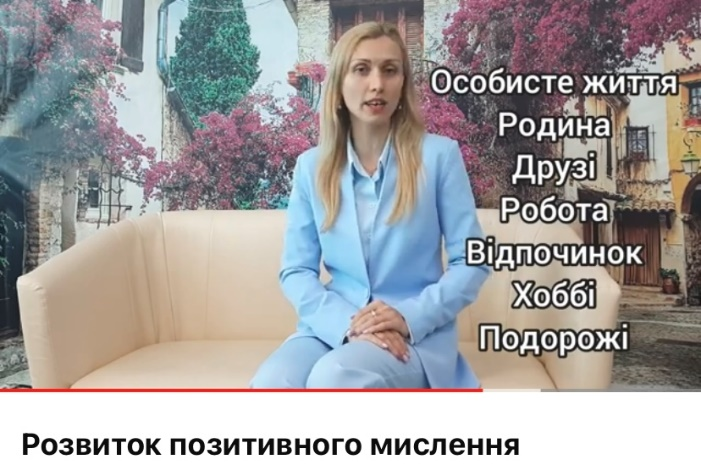 Особисте життя
Родина
Друзі
Робота
Відпочинок
Хоббі
Подорожі
Розвиток позитивного мислення